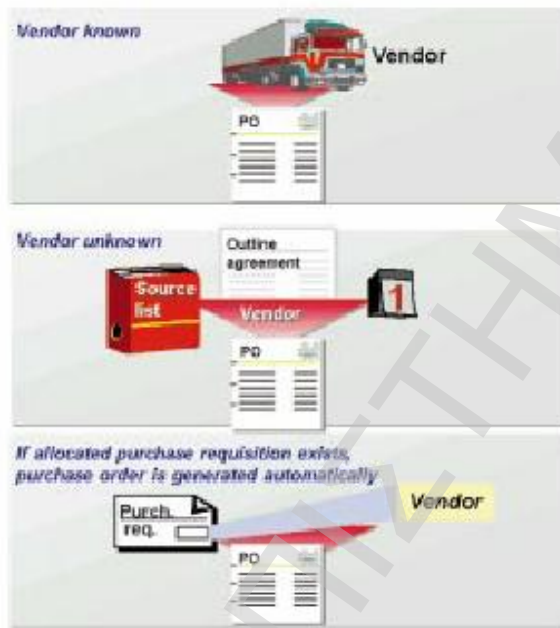 Vendor known
Vendor
PO
Vendor unknown
Outline
agreement
Source
list
1
Vendor
PO
If allocated purchase requisition exists,
purchase order is generated automatically
Purch.
req.
Vendor
PO